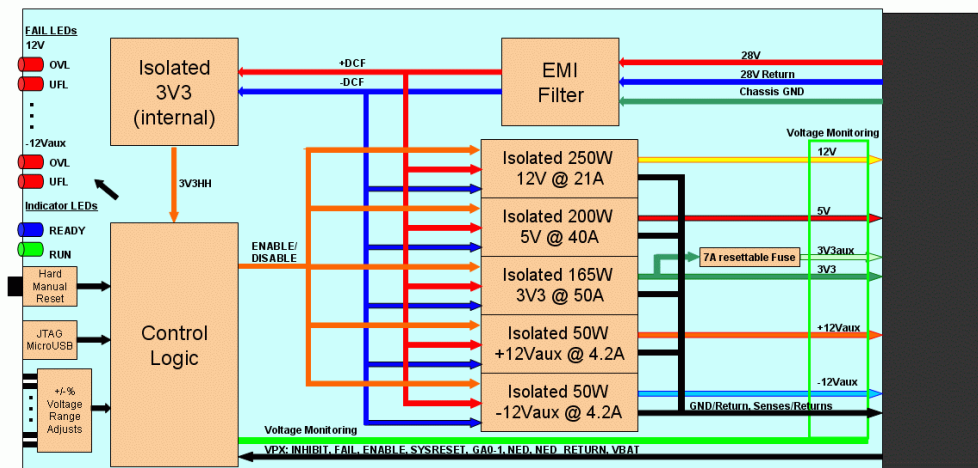 FAIL LEDs
12V
OVL
UFL
-12Vaux
OVL
UFL
Indicator LEDs
READY
RUN
Hard
Manual
Reset
JTAG
MicroUSB
+/-%
Voltage
Range
Adjusts
Isolated
3V3
(internal)
3V3HH
Control
Logic
+DCF
-DCF
ENABLE/
DISABLE
EMI
Filter
28V
28V Return
Chassis GND
Voltage Monitoring
Isolated 250W
12V @ 21A
12V
Isolated 200W
5V @ 40A
5V
Isolated 165W
3V3 @ 50A
7A resettable Fuse
3V3aux
3V3
Isolated 50W
+12Vaux @ 4.2A
+12Vaux
Isolated 50W
-12Vaux @ 4.2A
-12Vaux
GND/Return, Senses/Returns
Voltage Monitoring
VPX: INHIBIT, FAIL, ENABLE, SYSRESET, GA0-1, NED, NED_RETURN, VBAT